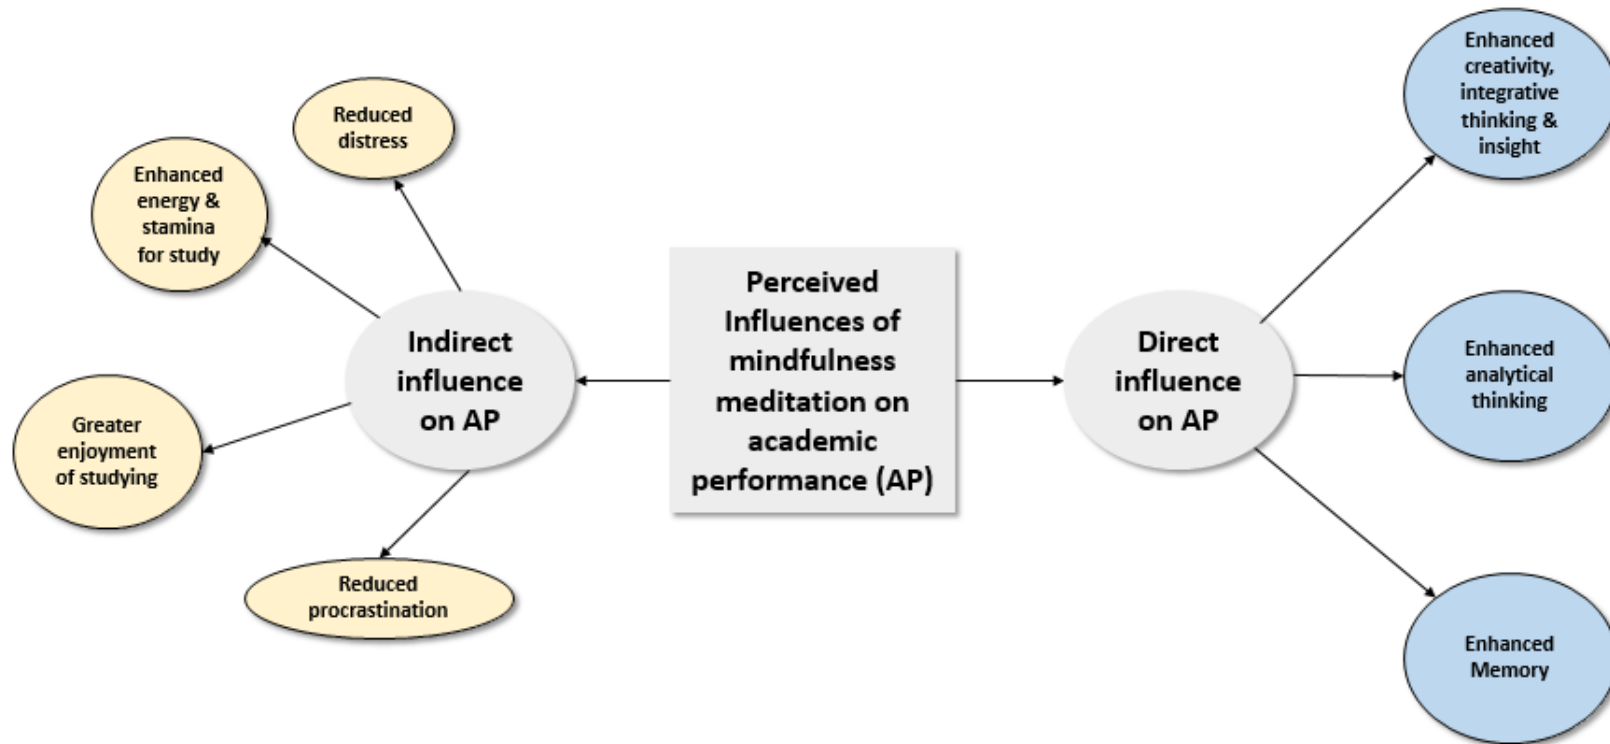 Reduced
distress
Enhanced
energy &
stamina
for study
Greater
enjoyment
of studying
Reduced
procrastination
Indirect
influence
on AP
Perceived
Influences of
mindfulness
meditation on
academic
performance (AP)
Direct
influence
on AP
Enhanced
creativity,
integrative
thinking &
insight
Enhanced
analytical
thinking
Enhanced
Memory